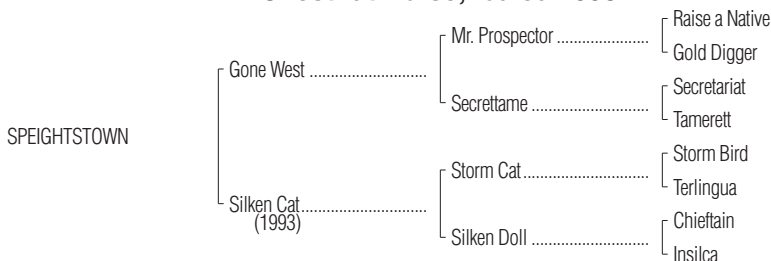 Raise a Native
Mr. Prospector ........................
Gold Digger
Gone West ..............................
Secretariat
Secrettame ..............................
Tamerett
SPEIGHTSTOWN
Storm Bird
Storm Cat................................
Terlingua
Silken Cat................................
(1993)
Chieftain
Silken Doll ..............................
Insilca